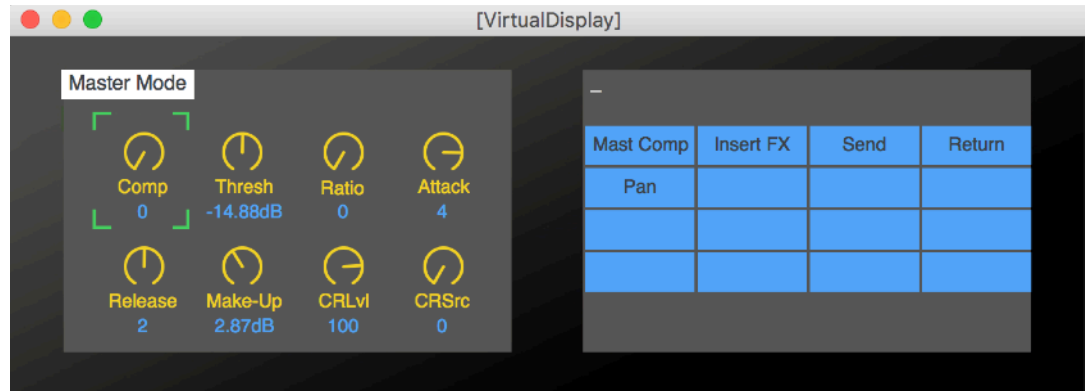 [VirtualDisplay]
Master Mode
Comp Thresh Ratio Attack
0 -14.88dB 0 4
Release Make-Up CRLvl CRSrc
2 2.87dB 100 0
–
Mast Comp Insert FX Send Return
Pan